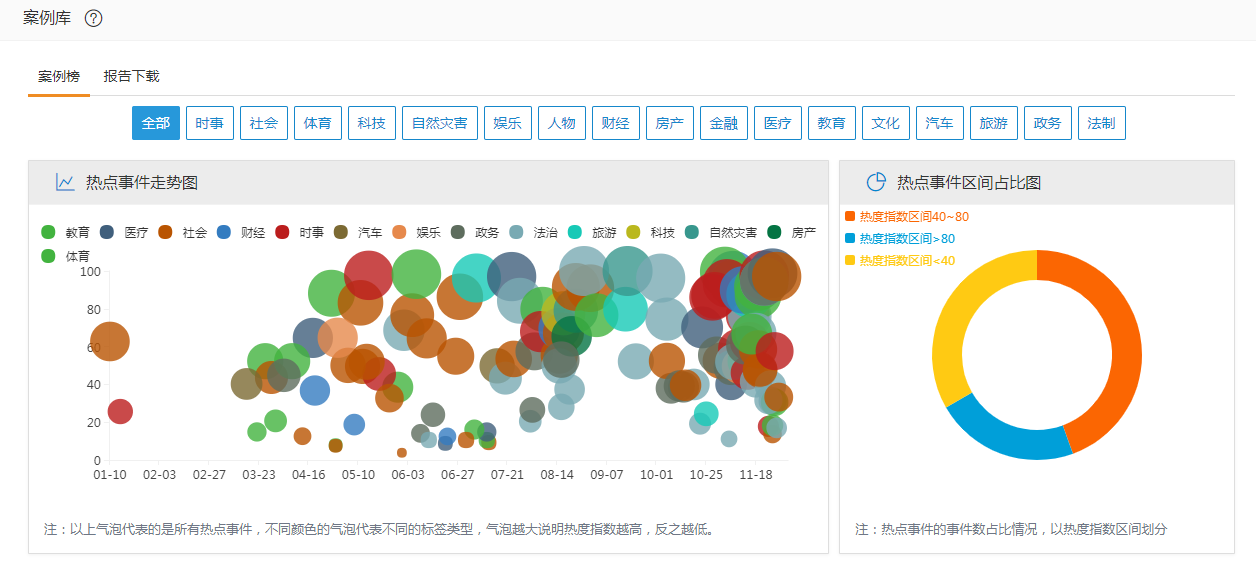 案例库 ?
案例榜 报告下载
全部 时事 社会 体育 科技 自然灾害 娱乐 人物 财经 房产 金融 医疗 教育 文化 汽车 旅游 政务 法制
热点事件走势图
教育 医疗 社会 财经 时事 汽车 娱乐 政务 法治 旅游 科技 自然灾害 房产
体育
100
80
60
40
20
0
01-10 02-03 02-27 03-23 04-16 05-10 06-03 06-27 07-21 08-14 09-07 10-01 10-25 11-18
注：以上气泡代表的是所有热点事件，不同颜色的气泡代表不同的标签类型，气泡越大说明热度指数越高，反之越低。
热点事件区间占比图
热度指数区间40~80
热度指数区间>80
热度指数区间<40
注：热点事件的事件数占比情况，以热度指数区间划分